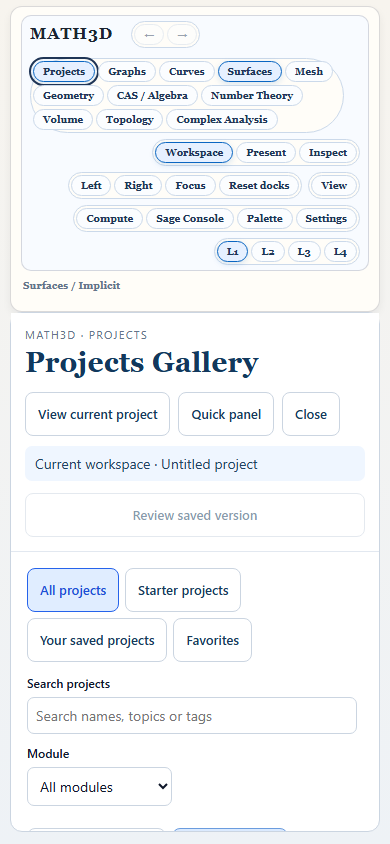 MATH3D ← →
Projects Graphs Curves Surfaces Mesh
Geometry CAS / Algebra Number Theory
Volume Topology Complex Analysis
Workspace Present Inspect
Left Right Focus Reset docks View
Compute Sage Console Palette Settings
L1 L2 L3 L4
Surfaces / Implicit
MATH3D · PROJECTS
Projects Gallery
View current project Quick panel Close
Current workspace · Untitled project
Review saved version
All projects Starter projects
Your saved projects Favorites
Search projects
Search names, topics or tags
Module
All modules